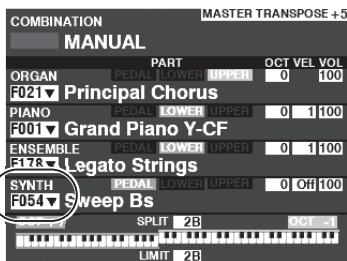 MASTER TRANSPOSE +5
COMBINATION
MANUAL
PART OCT VEL VOL
ORGAN PEDAL LOWER UPPER 0 100
F021▼ Principal Chorus
PIANO PEDAL LOWER UPPER 0 1 100
F001▼ Grand Piano Y-CF
ENSEMBLE PEDAL LOWER UPPER 0 1 100
F178▼ Legato Strings
SYNTH PEDAL LOWER UPPER 0 Off 100
F054▼ Sweep Bs
SPLIT 2B OCT -1
LIMIT 2B